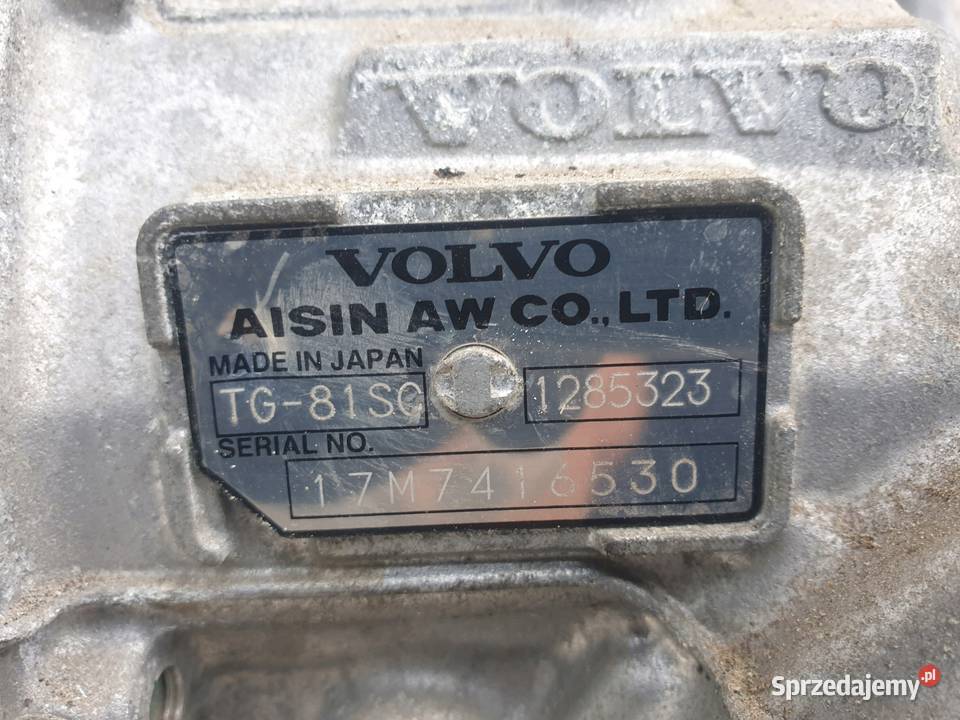 VOLVO
VOLVO
AISIN AW CO., LTD.
MADE IN JAPAN
TG-81SC 1285323
SERIAL NO.
17M7416530
Sprzedajemy.pl